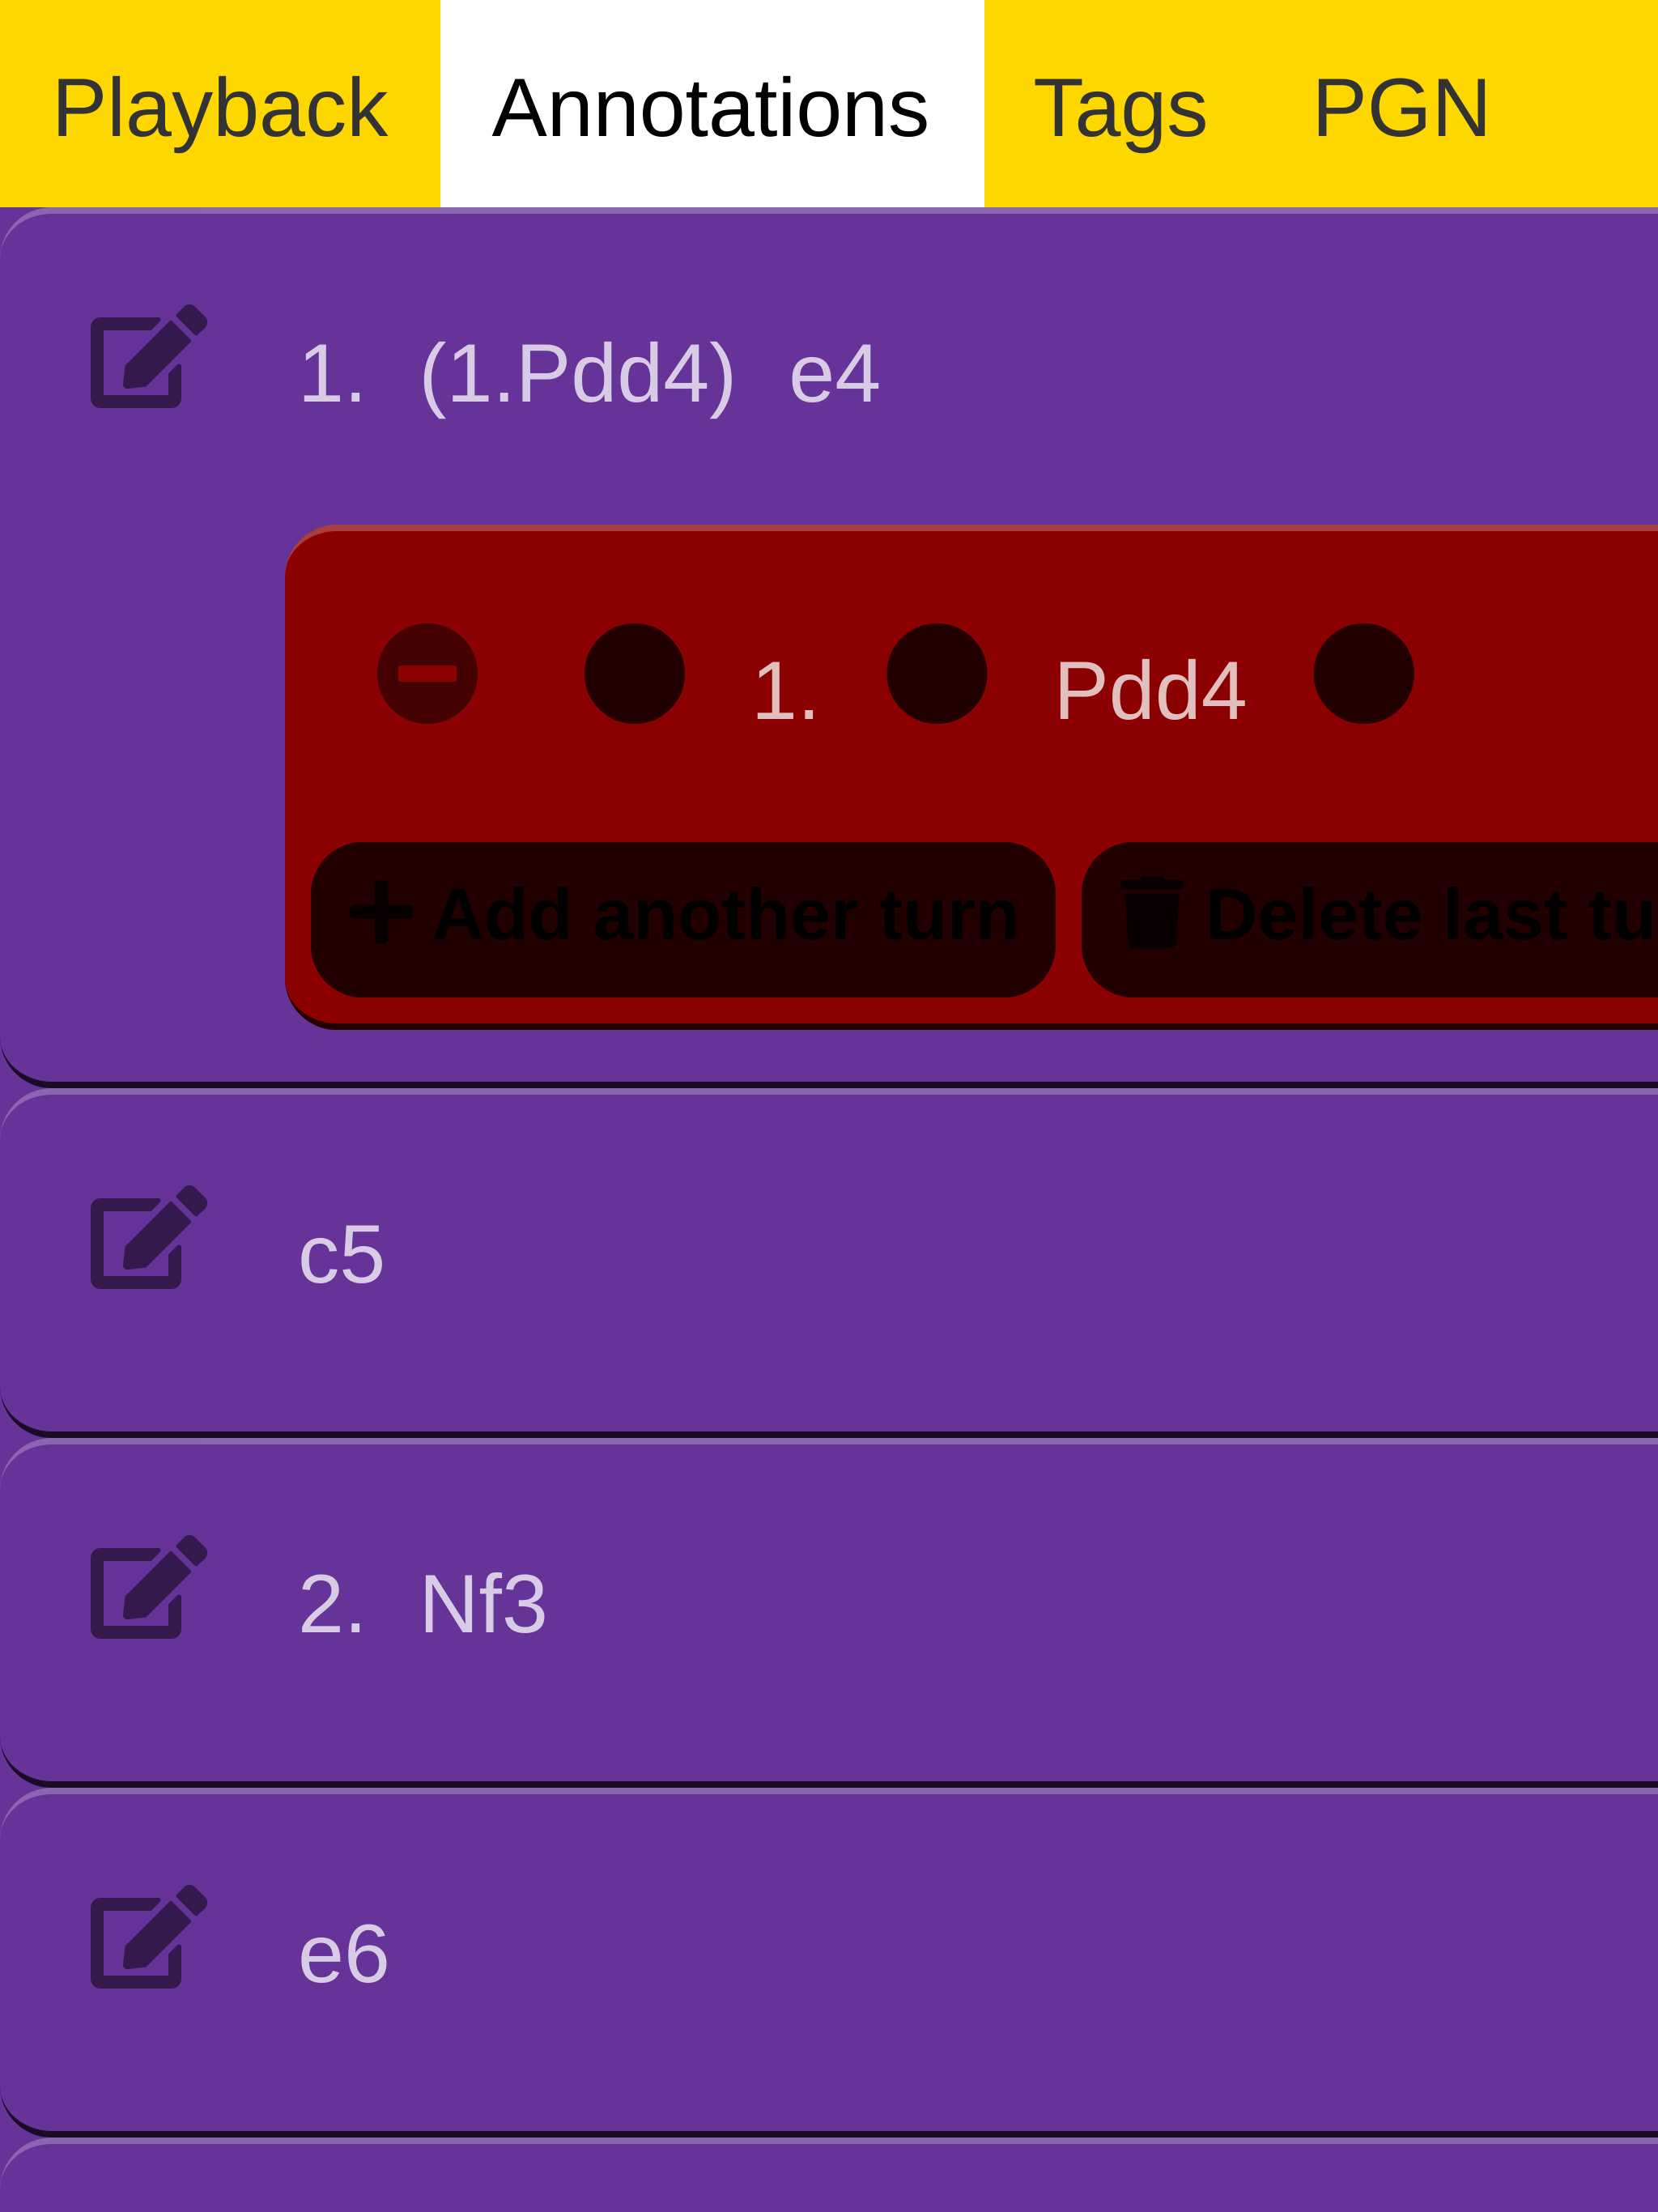 Playback Annotations Tags PGN
1. (1.Pdd4) e4
1. Pdd4
Add another turn Delete last tu
c5
2. Nf3
e6